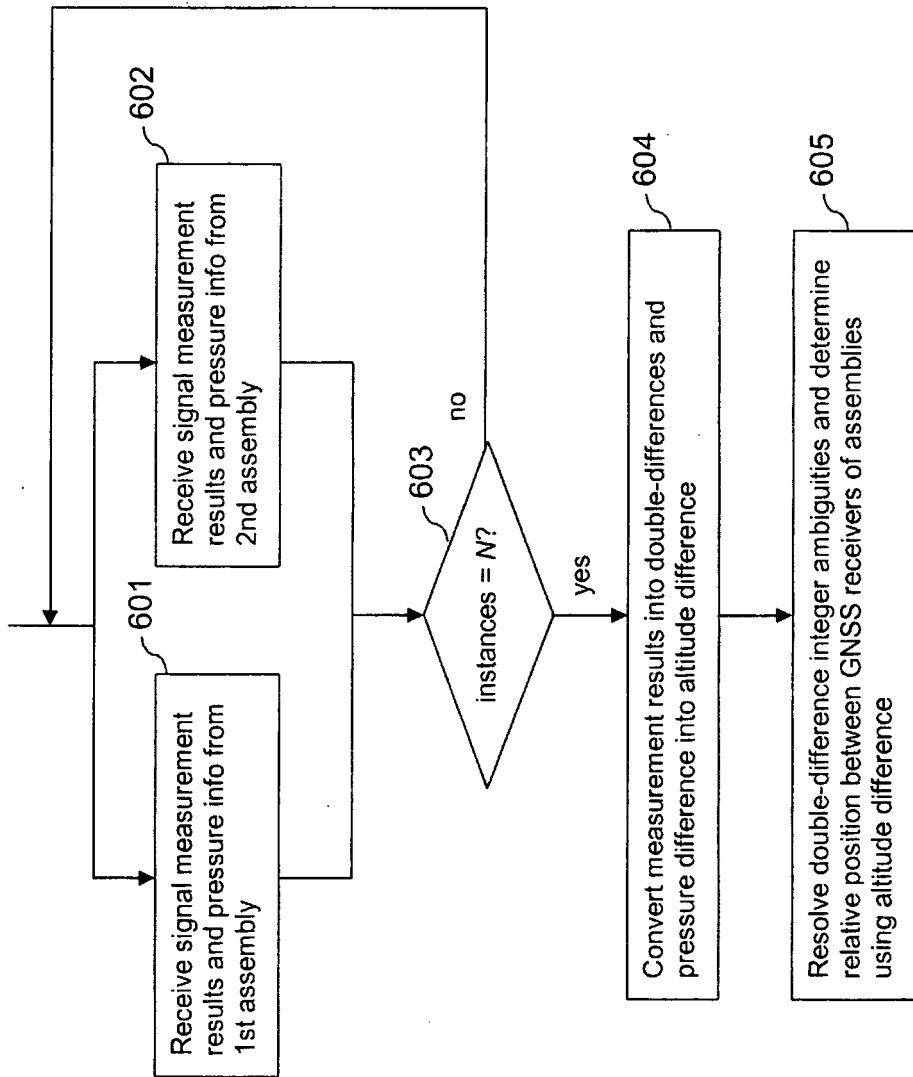 601
Receive signal measurement
results and pressure info from
1st assembly
602
Receive signal measurement
results and pressure info from
2nd assembly
603
instances = N?
no
yes
604
Convert measurement results into double-differences and
pressure difference into altitude difference
605
Resolve double-difference integer ambiguities and determine
relative position between GNSS receivers of assemblies
using altitude difference